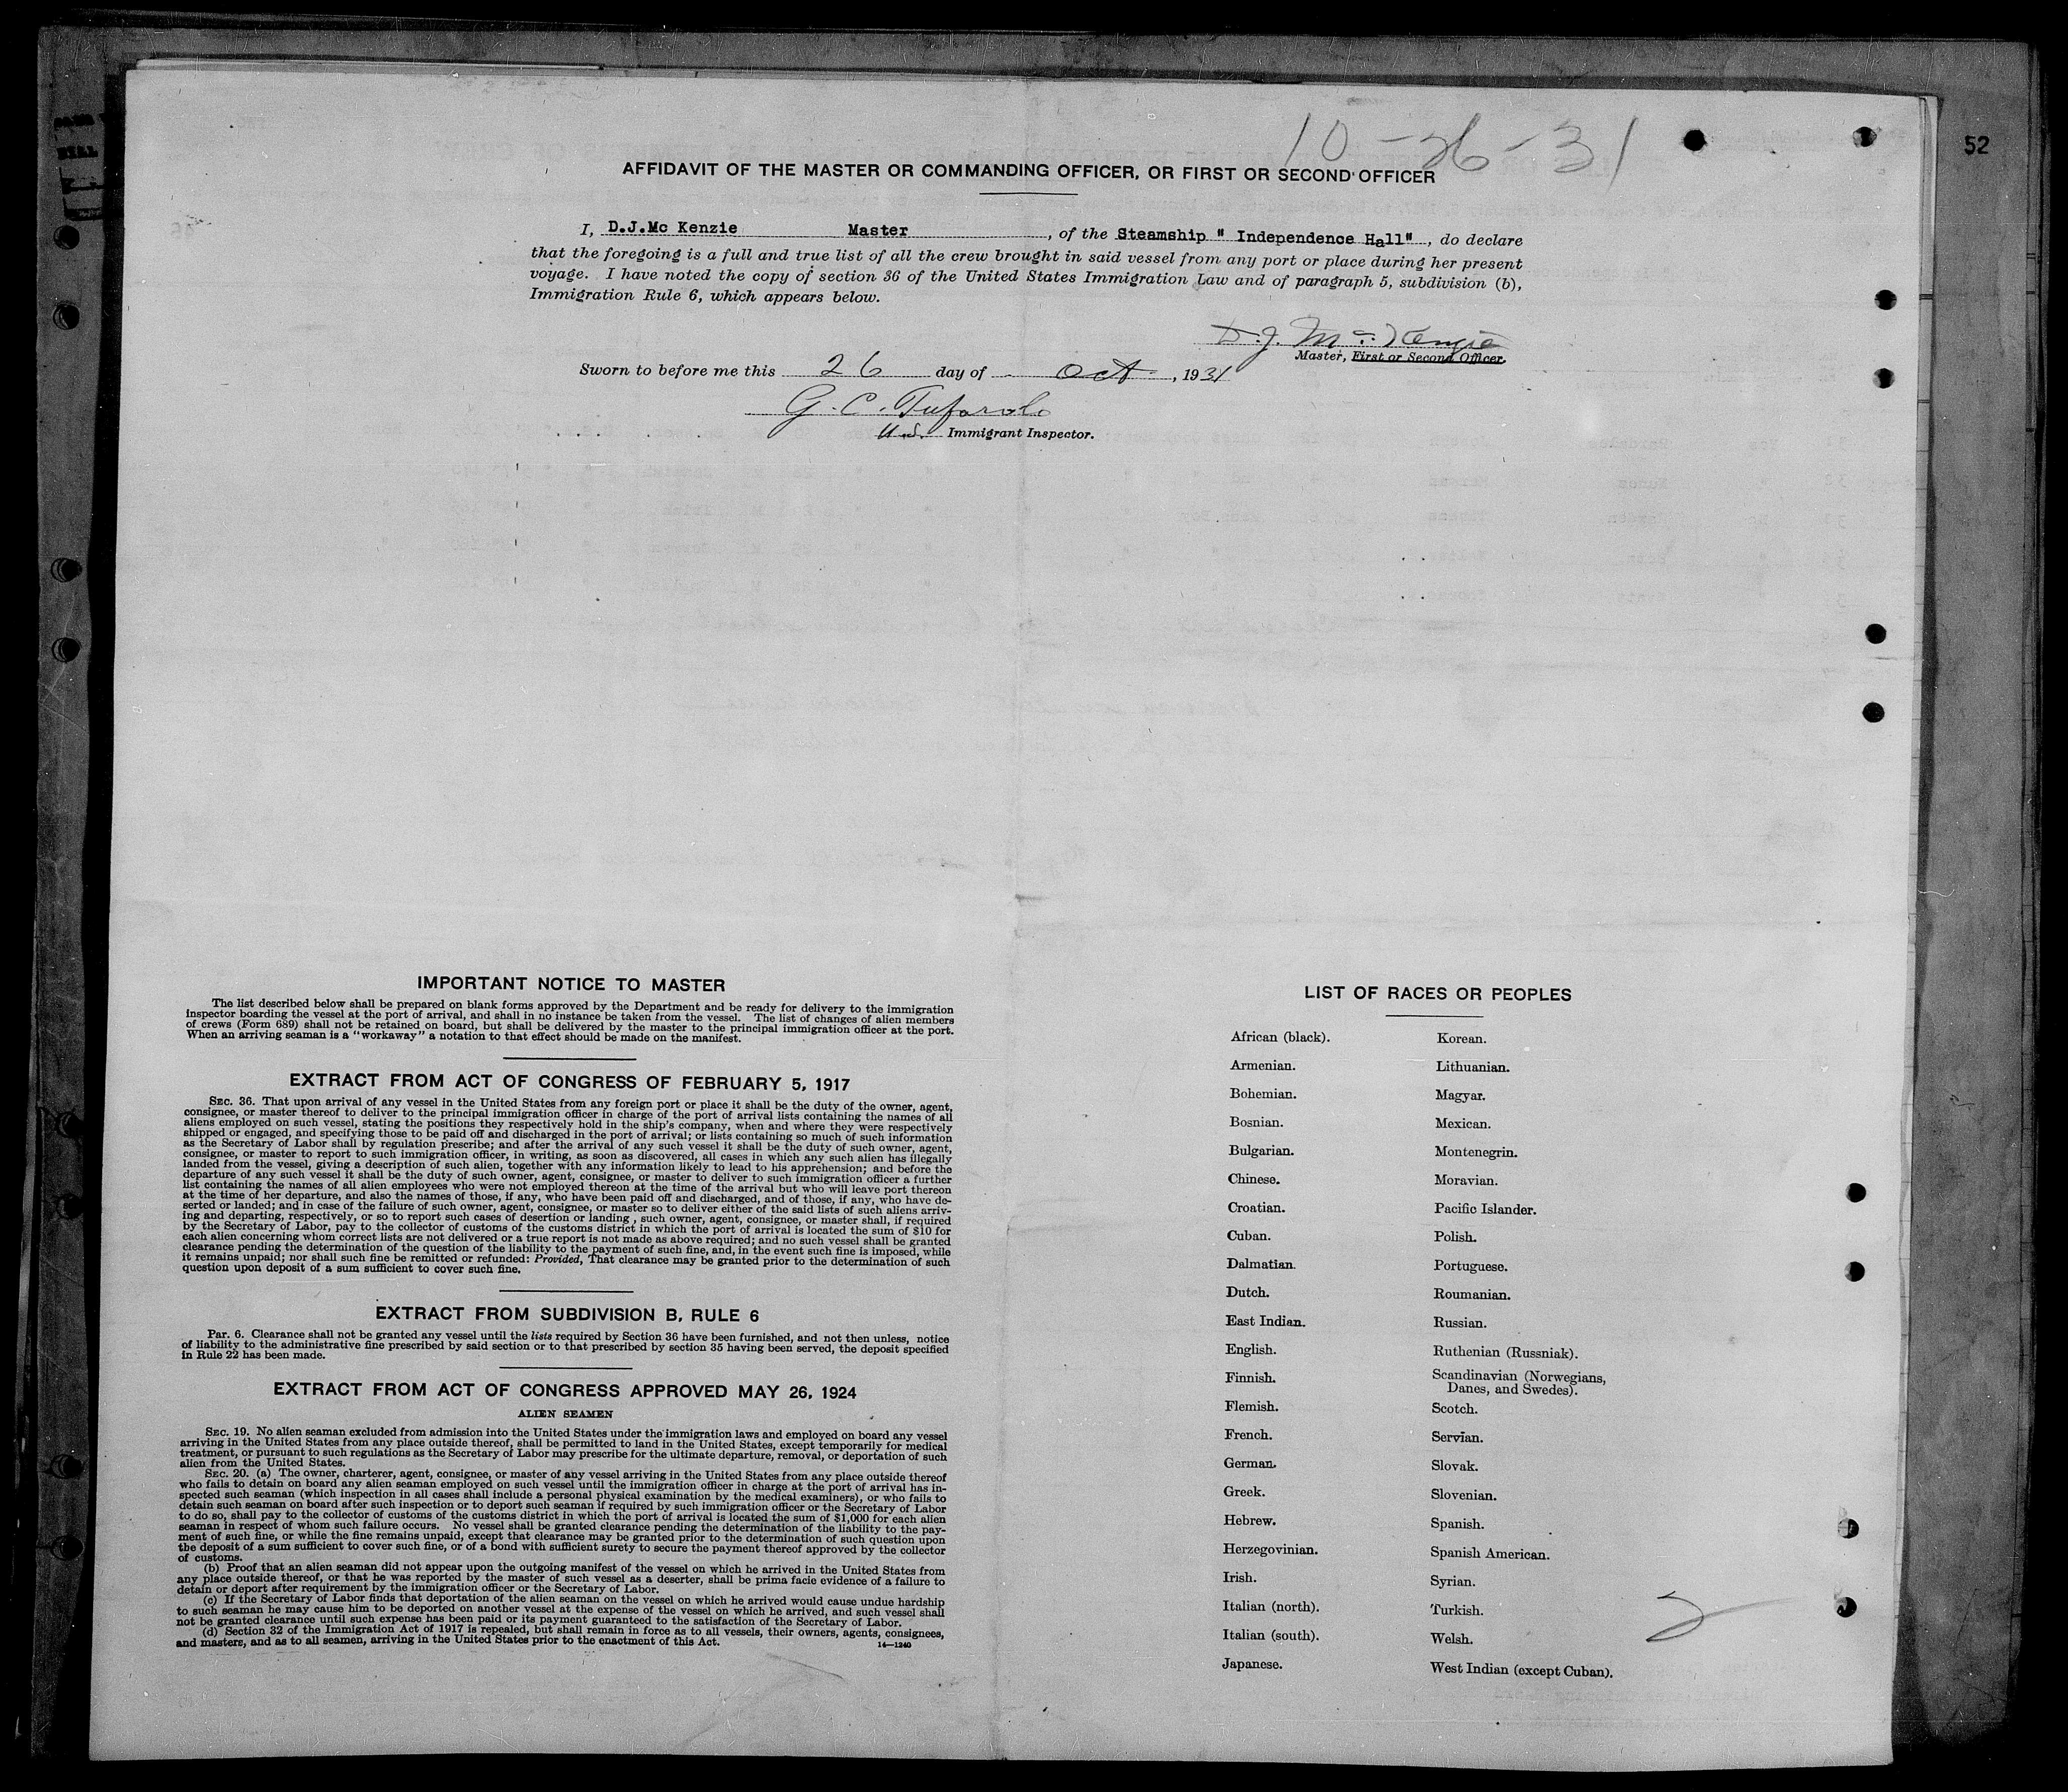 10-26-31
52
AFFIDAVIT OF THE MASTER OR COMMANDING OFFICER, OR FIRST OR SECOND OFFICER
I, D.J.Mc Kenzie Master, of the Steamship " Independence Hall", do declare
that the foregoing is a full and true list of all the crew brought in said vessel from any port or place during her present
voyage. I have noted the copy of section 36 of the United States Immigration Law and of paragraph 5, subdivision (b),
Immigration Rule 6, which appears below.
D. J. McKenzie
Master, First or Second Officer.
Sworn to before me this 26 day of Oct, 1931
G. C.
U.S. Immigrant Inspector.
IMPORTANT NOTICE TO MASTER
The list described below shall be prepared on blank forms approved by the Department and be ready for delivery to the immigration
inspector boarding the vessel at the port of arrival, and shall in no instance be taken from the vessel. The list of changes of alien members
of crews (Form 689) shall not be retained on board, but shall be delivered by the master to the principal immigration officer at the port.
When an arriving seaman is a "workaway" a notation to that effect should be made on the manifest.
EXTRACT FROM ACT OF CONGRESS OF FEBRUARY 5, 1917
SEC. 36. That upon arrival of any vessel in the United States from any foreign port or place it shall be the duty of the owner, agent,
consignee, or master thereof to deliver to the principal immigration officer in charge of the port of arrival lists containing the names of all
aliens employed on such vessel, stating the positions they respectively hold in the ship's company, when and where they were respectively
shipped or engaged, and specifying those to be paid off and discharged in the port of arrival; or lists containing so much of such information
as the Secretary of Labor shall by regulation prescribe; and after the arrival of any such vessel it shall be the duty of such owner, agent,
consignee, or master to report to such immigration officer, in writing, as soon as discovered, all cases in which any such alien has illegally
landed from the vessel, giving a description of such alien, together with any information likely to lead to his apprehension; and before the
departure of any such vessel it shall be the duty of such owner, agent, consignee, or master to deliver to such immigration officer a further
list containing the names of all alien employees who were not employed thereon at the time of the arrival but who will leave port thereon
at the time of her departure, and also the names of those, if any, who have been paid off and discharged, and of those, if any, who have de-
serted or landed; and in case of the failure of such owner, agent, consignee, or master so to deliver either of the said lists of such aliens arriv-
ing and departing, respectively, or so to report such cases of desertion or landing , such owner, agent, consignee, or master shall, if required
by the Secretary of Labor, pay to the collector of customs of the customs district in which the port of arrival is located the sum of $10 for
each alien concerning whom correct lists are not delivered or a true report is not made as above required; and no such vessel shall be granted
clearance pending the determination of the question of the liability to the payment of such fine, and, in the event such fine is imposed, while
it remains unpaid; nor shall such fine be remitted or refunded: Provided, That clearance may be granted prior to the determination of such
question upon deposit of a sum sufficient to cover such fine.
EXTRACT FROM SUBDIVISION B, RULE 6
Par. 6. Clearance shall not be granted any vessel until the lists required by Section 36 have been furnished, and not then unless, notice
of liability to the administrative fine prescribed by said section or to that prescribed by section 35 having been served, the deposit specified
in Rule 22 has been made.
EXTRACT FROM ACT OF CONGRESS APPROVED MAY 26, 1924
ALIEN SEAMEN
SEC. 19. No alien seaman excluded from admission into the United States under the immigration laws and employed on board any vessel
arriving in the United States from any place outside thereof, shall be permitted to land in the United States, except temporarily for medical
treatment, or pursuant to such regulations as the Secretary of Labor may prescribe for the ultimate departure, removal, or deportation of such
alien from the United States.
SEC. 20. (a) The owner, charterer, agent, consignee, or master of any vessel arriving in the United States from any place outside thereof
who fails to detain on board any alien seaman employed on such vessel until the immigration officer in charge at the port of arrival has in-
spected such seaman (which inspection in all cases shall include a personal physical examination by the medical examiners), or who fails to
detain such seaman on board after such inspection or to deport such seaman if required by such immigration officer or the Secretary of Labor
to do so, shall pay to the collector of customs of the customs district in which the port of arrival is located the sum of $1,000 for each alien
seaman in respect of whom such failure occurs. No vessel shall be granted clearance pending the determination of the liability to the pay-
ment of such fine, or while the fine remains unpaid, except that clearance may be granted prior to the determination of such question upon
the deposit of a sum sufficient to cover such fine, or of a bond with sufficient surety to secure the payment thereof approved by the collector
of customs.
(b) Proof that an alien seaman did not appear upon the outgoing manifest of the vessel on which he arrived in the United States from
any place outside thereof, or that he was reported by the master of such vessel as a deserter, shall be prima facie evidence of a failure to
detain or deport after requirement by the immigration officer or the Secretary of Labor.
(c) If the Secretary of Labor finds that deportation of the alien seaman on the vessel on which he arrived would cause undue hardship
to such seaman he may cause him to be deported on another vessel at the expense of the vessel on which he arrived, and such vessel shall
not be granted clearance until such expense has been paid or its payment guaranteed to the satisfaction of the Secretary of Labor.
(d) Section 32 of the Immigration Act of 1917 is repealed, but shall remain in force as to all vessels, their owners, agents, consignees,
and masters, and as to all seamen, arriving in the United States prior to the enactment of this Act.
14—1240
LIST OF RACES OR PEOPLES
African (black).
Armenian.
Bohemian.
Bosnian.
Bulgarian.
Chinese.
Croatian.
Cuban.
Dalmatian.
Dutch.
East Indian.
English.
Finnish.
Flemish.
French.
German.
Greek.
Hebrew.
Herzegovinian.
Irish.
Italian (north).
Italian (south).
Japanese.
Korean.
Lithuanian.
Magyar.
Mexican.
Montenegrin.
Moravian.
Pacific Islander.
Polish.
Portuguese.
Roumanian.
Russian.
Ruthenian (Russniak).
Scandinavian (Norwegians,
Danes, and Swedes).
Scotch.
Servian.
Slovak.
Slovenian.
Spanish.
Spanish American.
Syrian.
Turkish.
Welsh.
West Indian (except Cuban).